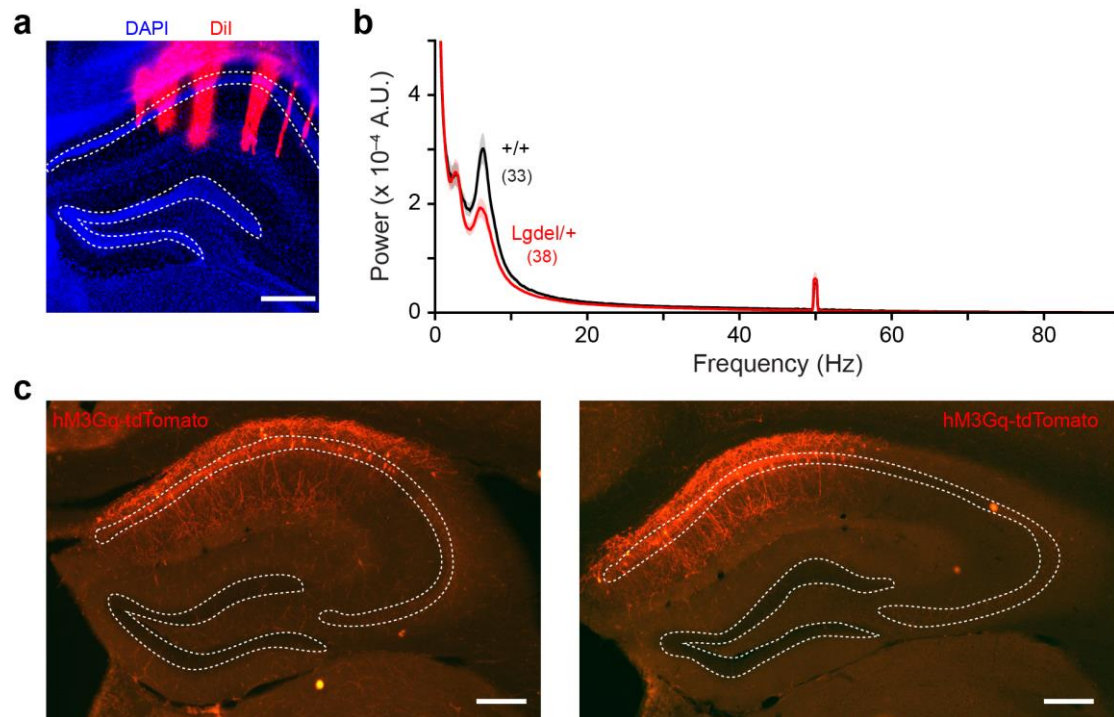 a
DAPI DiI
b
Power (x 10⁻⁴ A.U.)
4
2
0
+/+
(33)
Lgdel/+
(38)
0 20 40 60 80
Frequency (Hz)
c
hM3Gq-tdTomato
hM3Gq-tdTomato